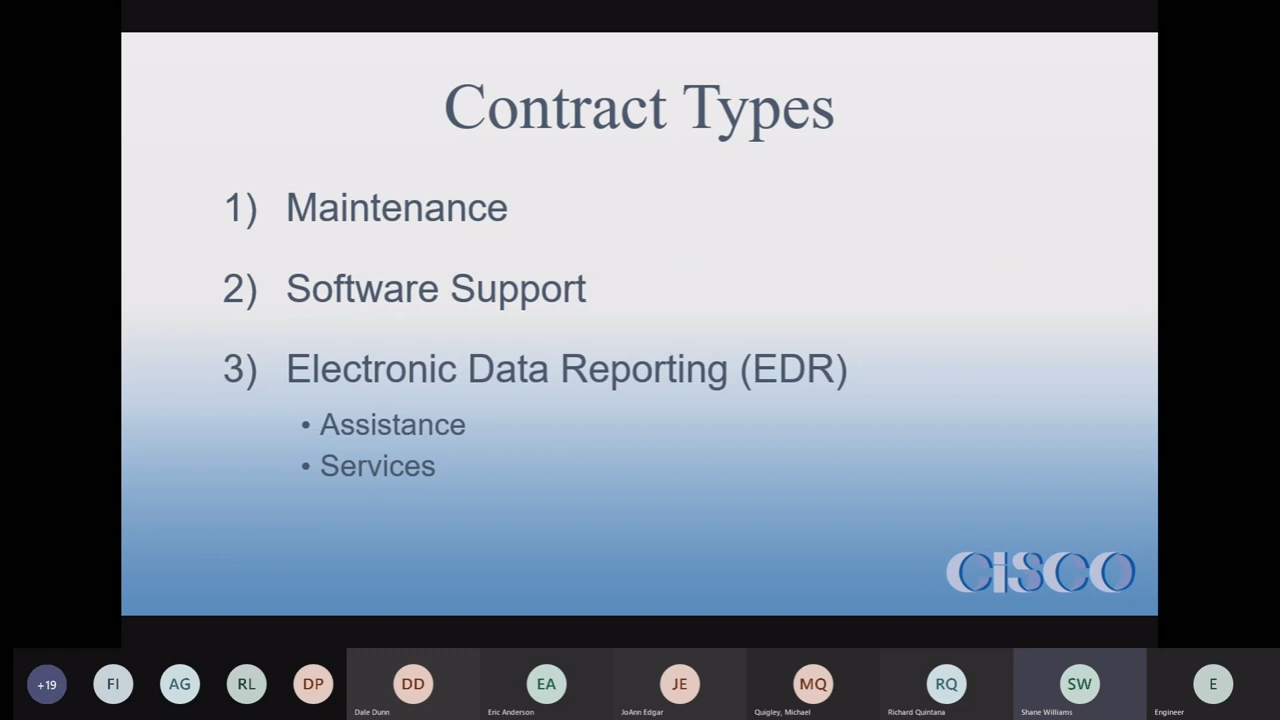 Contract Types
1) Maintenance
2) Software Support
3) Electronic Data Reporting (EDR)
• Assistance
• Services
CiSCO
+19 FI AG RL DP DD EA JE MQ RQ SW E
Dale Dunn Eric Anderson JoAnn Edgar Quigley, Michael Richard Quintana Shane Williams Engineer